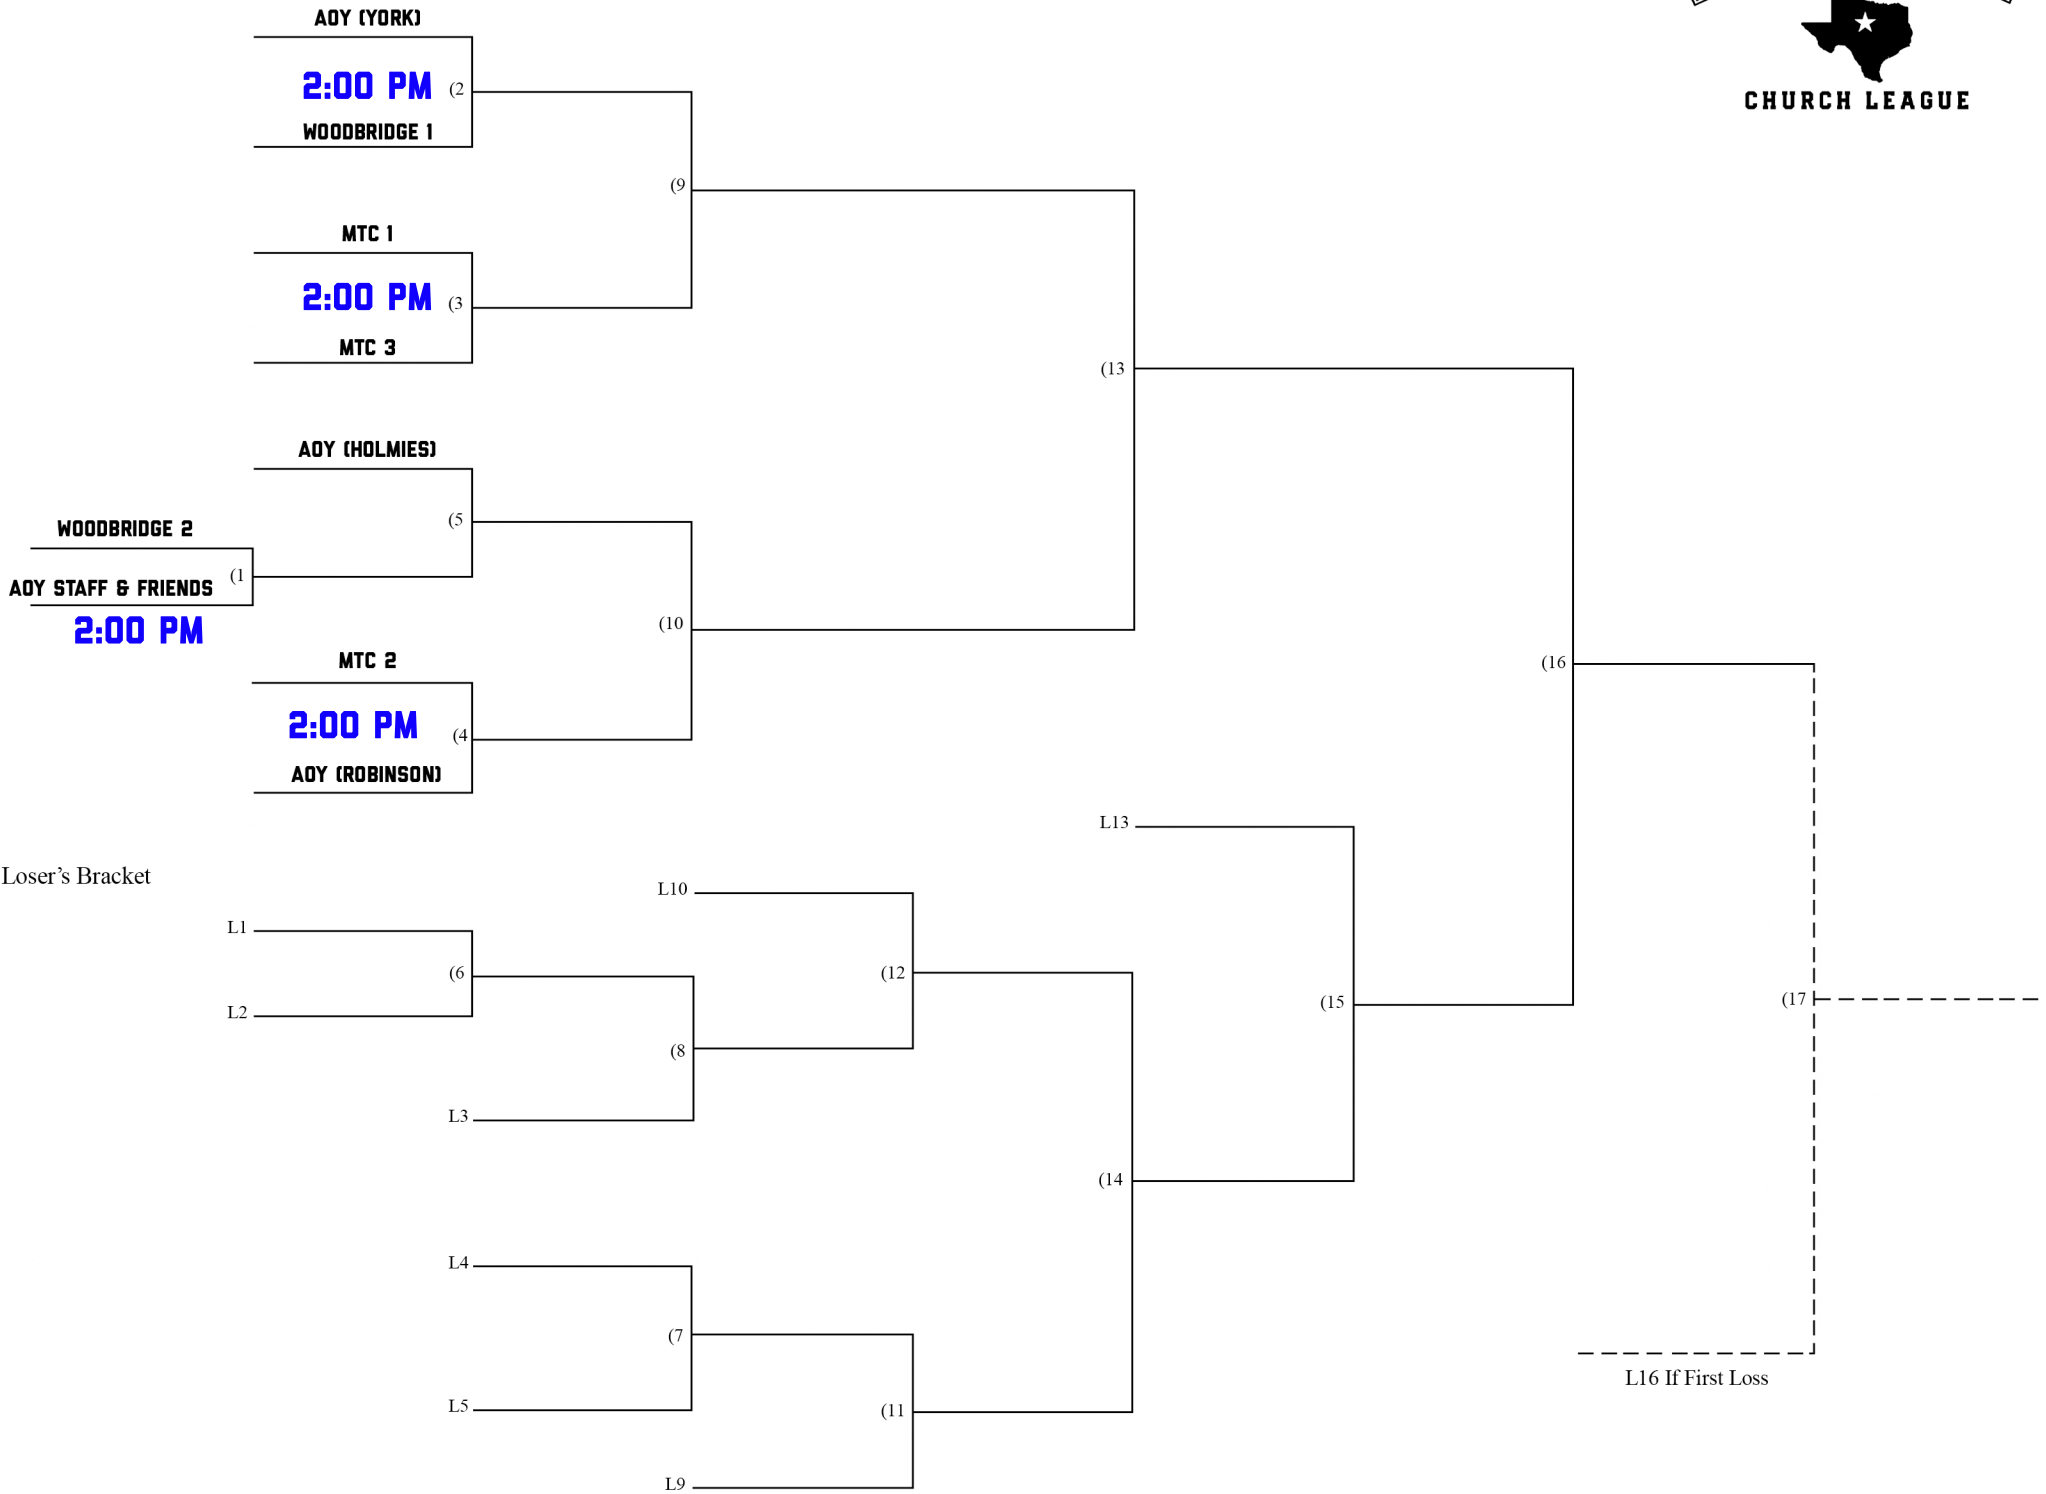 AOY (YORK)
2:00 PM
(2
WOODBRIDGE 1
CHURCH LEAGUE
(9
MTC 1
2:00 PM
(3
MTC 3
(13
AOY (HOLMIES)
(5
WOODBRIDGE 2
(1
AOY STAFF & FRIENDS
2:00 PM
(10
MTC 2
2:00 PM
(4
AOY (ROBINSON)
(16
L13
Loser’s Bracket
L10
L1
(6
L2
(12
(8
L3
(15
(17
(14
L4
(7
L5
(11
L9
L16 If First Loss